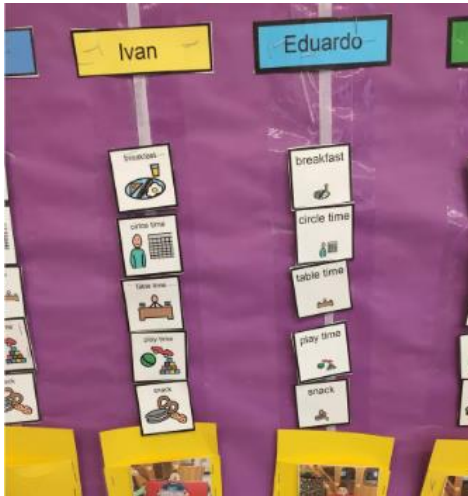 Ivan
breakfast
circle time
table time
play time
snack
Eduardo
breakfast
circle time
table time
play time
snack